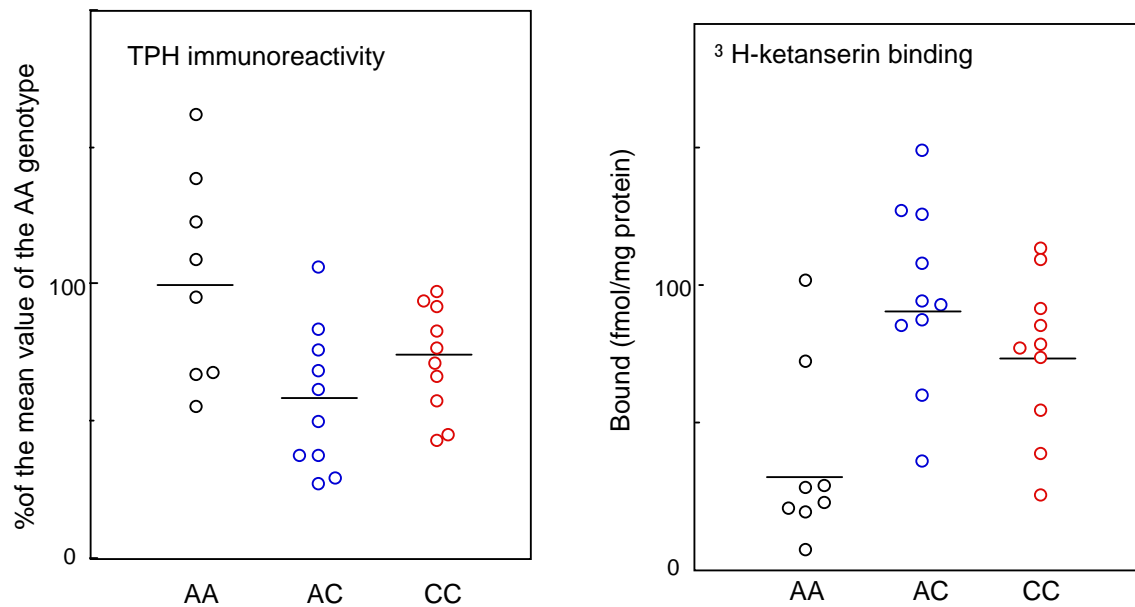 TPH immunoreactivity
%of the mean value of the AA genotype
100
0
AA AC CC
³ H-ketanserin binding
Bound (fmol/mg protein)
100
0
AA AC CC